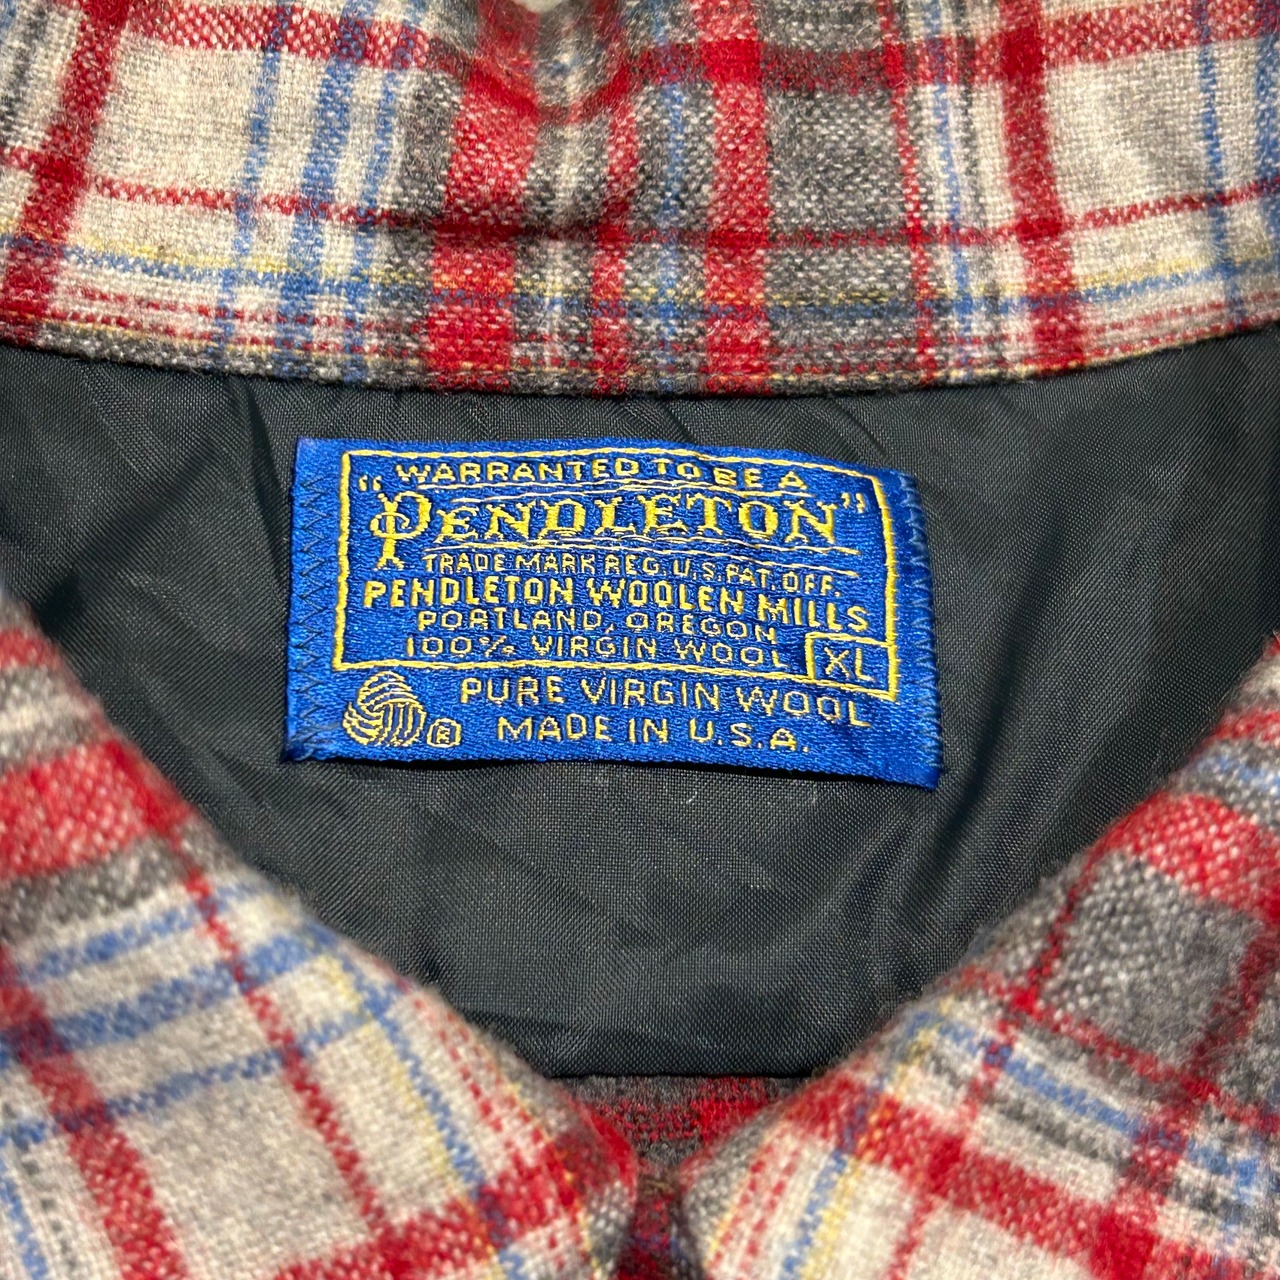 "WARRANTED TO BE A
PENDLETON"
TRADE MARK REG. U.S. PAT. OFF.
PENDLETON WOOLEN MILLS
PORTLAND, OREGON
100% VIRGIN WOOL XL
PURE VIRGIN WOOL
® MADE IN U.S.A.